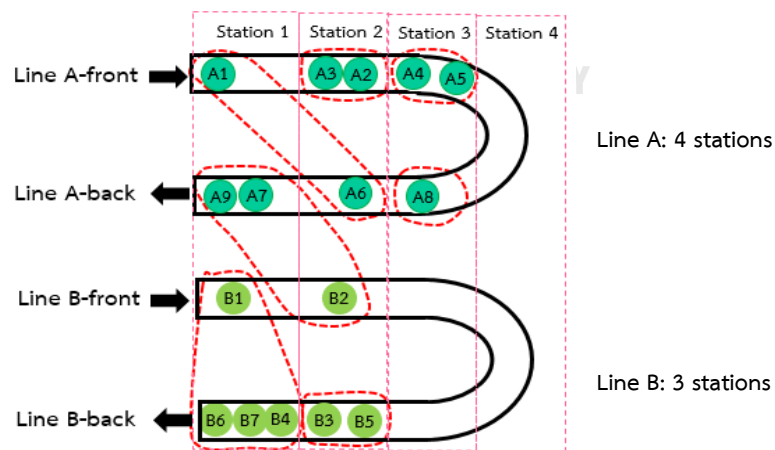 Station 1 Station 2 Station 3 Station 4
Line A-front A1 A3 A2 A4 A5 Y
Line A: 4 stations
Line A-back A9 A7 A6 A8
Line B-front B1 B2
Line B: 3 stations
Line B-back B6 B7 B4 B3 B5